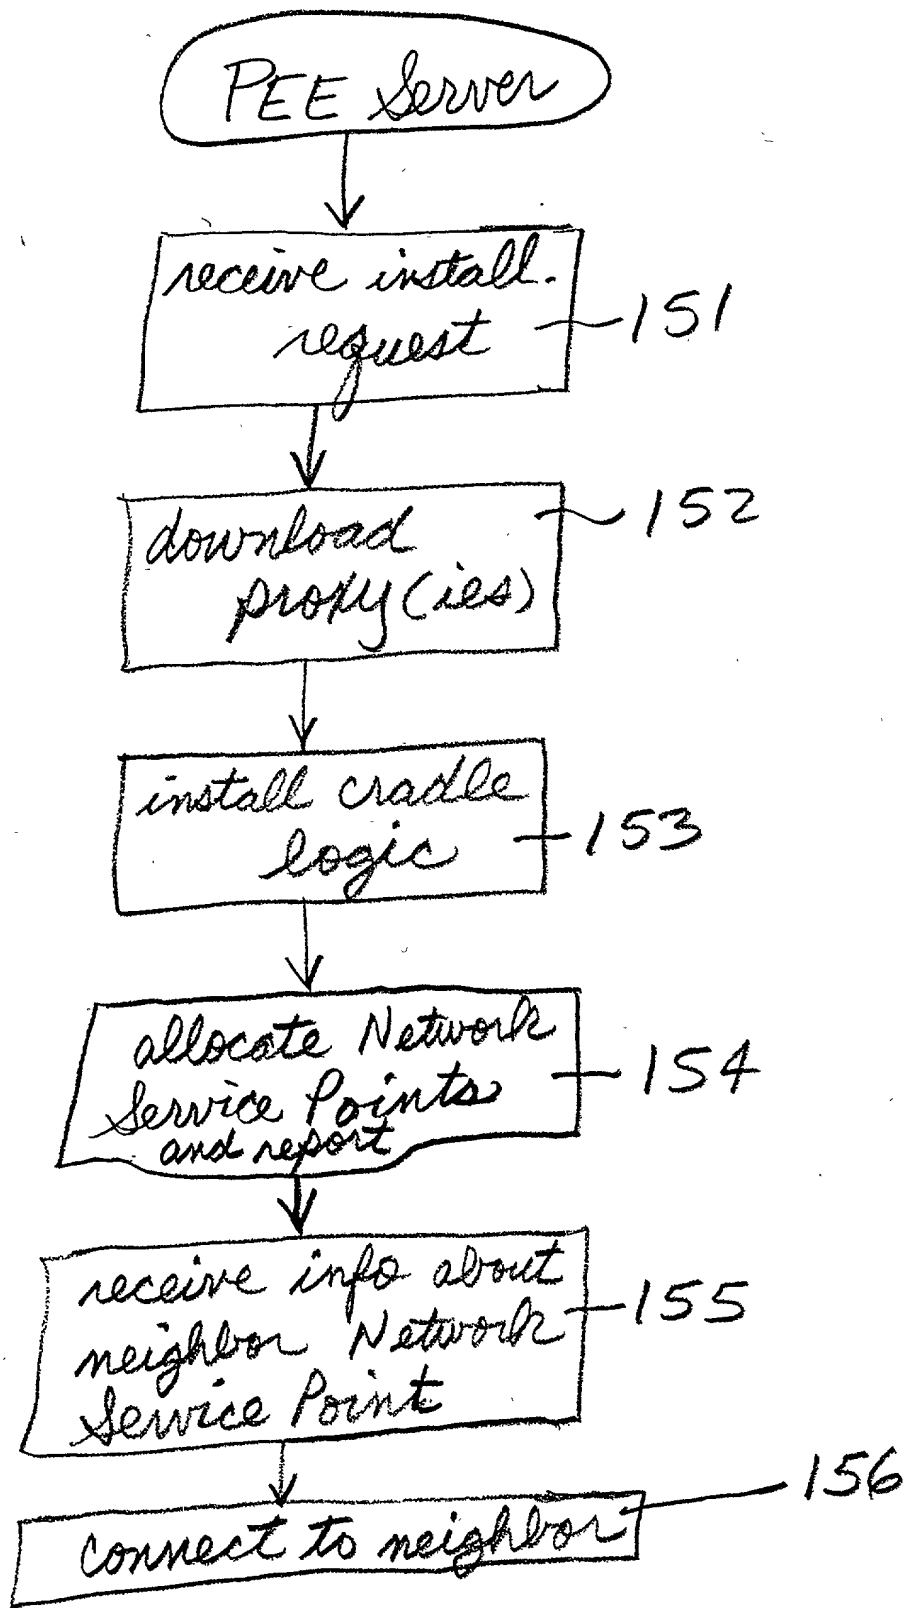 PEE Server
receive install.
request
151
download
proxy(ies)
152
install cradle
logic
153
allocate Network
Service Points
and report
154
receive info about
neighbor Network
Service Point
155
connect to neighbor
156